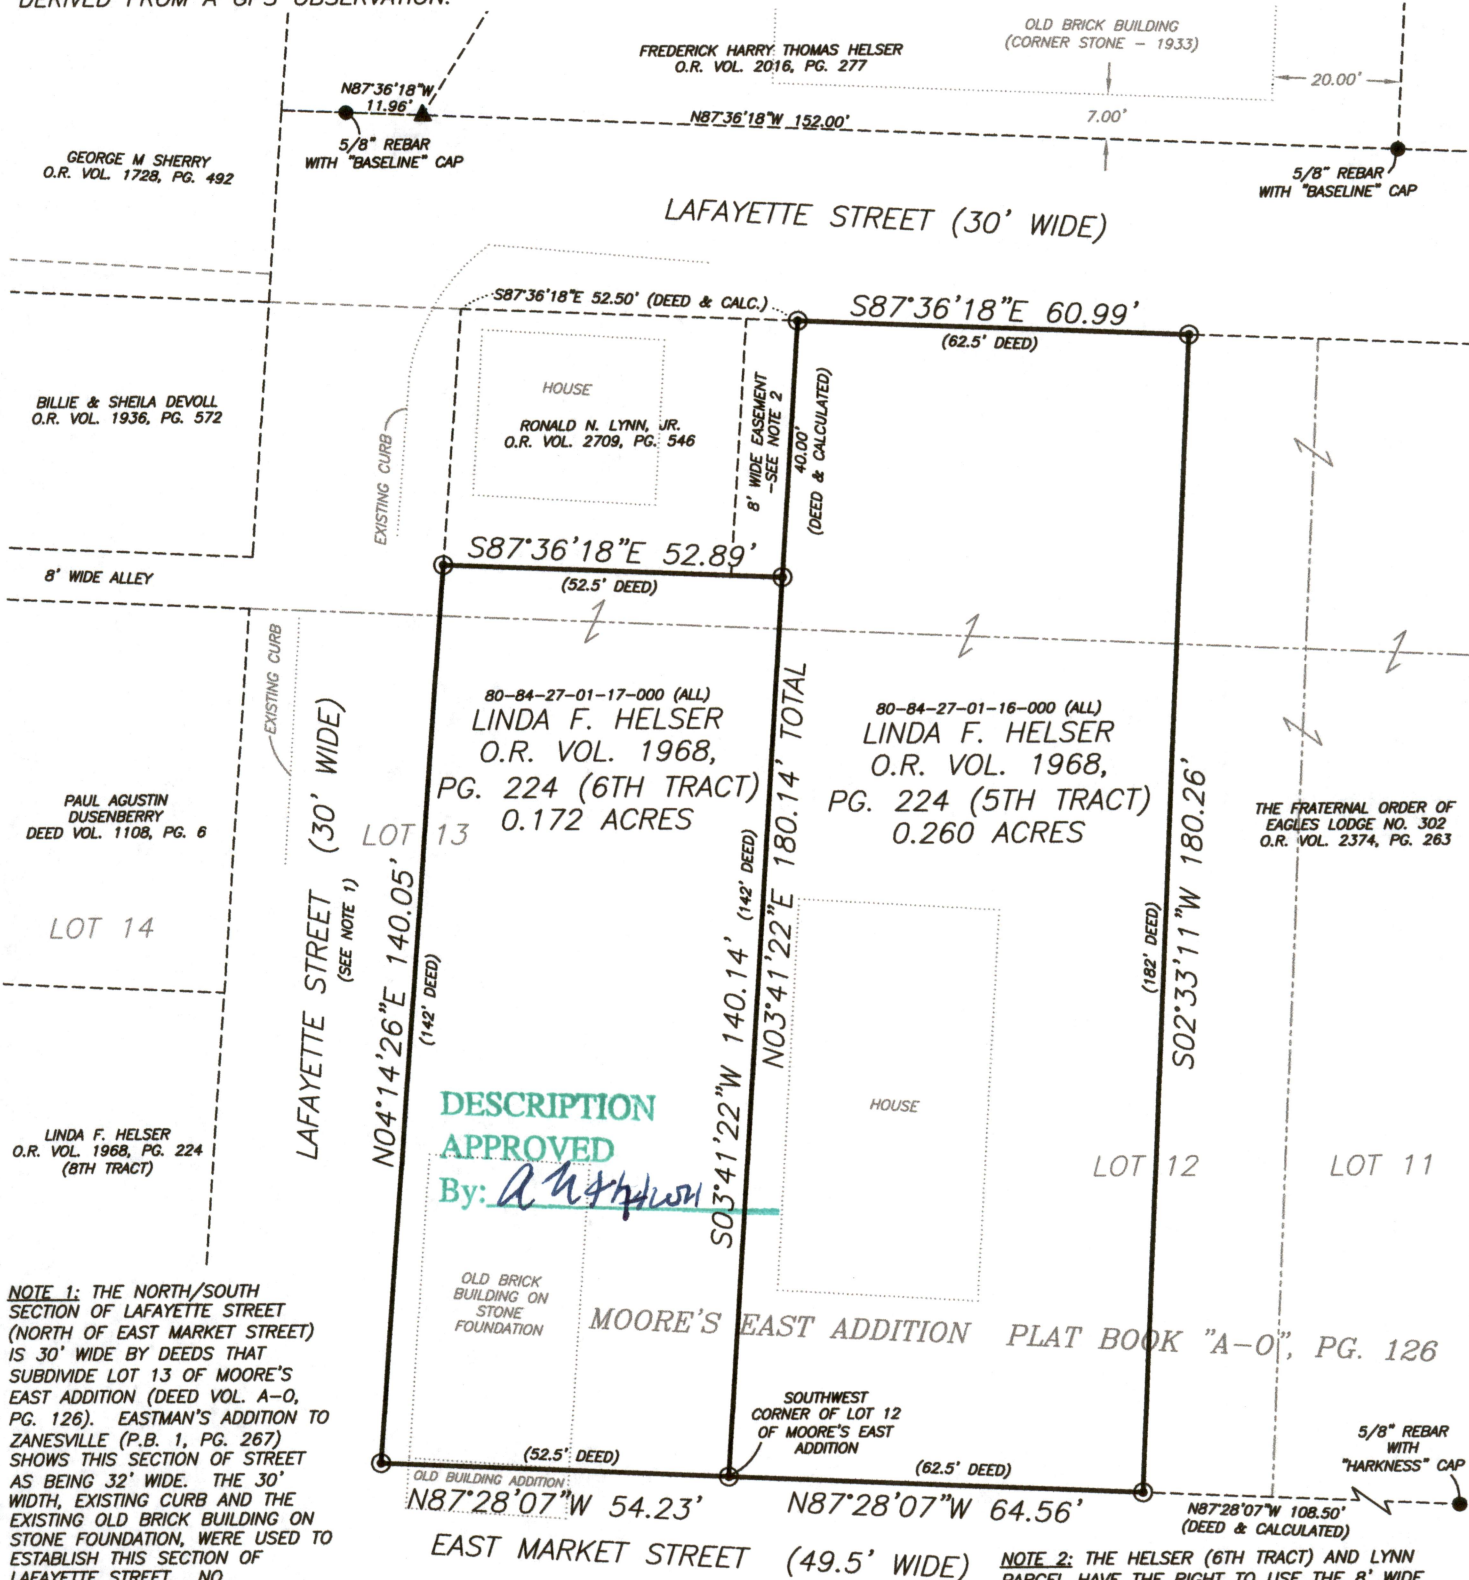 DERIVED FROM A GPS OBSERVATION.
OLD BRICK BUILDING
(CORNER STONE - 1933)
FREDERICK HARRY THOMAS HELSER
O.R. VOL. 2016, PG. 277
20.00'
N87°36'18"W
11.96'
N87°36'18"W 152.00'
7.00'
5/8" REBAR
WITH "BASELINE" CAP
GEORGE M SHERRY
O.R. VOL. 1728, PG. 492
5/8" REBAR
WITH "BASELINE" CAP
LAFAYETTE STREET (30' WIDE)
S87°36'18"E 52.50' (DEED & CALC.)
S87°36'18"E 60.99'
(62.5' DEED)
HOUSE
BILLIE & SHEILA DEVOLL
O.R. VOL. 1936, PG. 572
RONALD N. LYNN, JR.
O.R. VOL. 2709, PG. 546
8' WIDE EASEMENT
-SEE NOTE 2
40.00'
(DEED & CALCULATED)
EXISTING CURB
S87°36'18"E 52.89'
(52.5' DEED)
8' WIDE ALLEY
EXISTING CURB
80-84-27-01-17-000 (ALL)
LINDA F. HELSER
O.R. VOL. 1968,
PG. 224 (6TH TRACT)
0.172 ACRES
80-84-27-01-16-000 (ALL)
LINDA F. HELSER
O.R. VOL. 1968,
PG. 224 (5TH TRACT)
0.260 ACRES
PAUL AGUSTIN
DUSENBERRY
DEED VOL. 1108, PG. 6
THE FRATERNAL ORDER OF
EAGLES LODGE NO. 302
O.R. VOL. 2374, PG. 263
LOT 13
LOT 14
LAFAYETTE STREET (30' WIDE)
(SEE NOTE 1)
N04°14'26"E 140.05'
(142' DEED)
S03°41'22"W 140.14' (142' DEED)
N03°41'22"E 180.14' TOTAL
(182' DEED)
S02°33'11"W 180.26'
HOUSE
DESCRIPTION
APPROVED
By:
LINDA F. HELSER
O.R. VOL. 1968, PG. 224
(8TH TRACT)
LOT 12
LOT 11
OLD BRICK
BUILDING ON
STONE
FOUNDATION
MOORE'S EAST ADDITION PLAT BOOK "A-O", PG. 126
NOTE 1: THE NORTH/SOUTH
SECTION OF LAFAYETTE STREET
(NORTH OF EAST MARKET STREET)
IS 30' WIDE BY DEEDS THAT
SUBDIVIDE LOT 13 OF MOORE'S
EAST ADDITION (DEED VOL. A-O,
PG. 126). EASTMAN'S ADDITION TO
ZANESVILLE (P.B. 1, PG. 267)
SHOWS THIS SECTION OF STREET
AS BEING 32' WIDE. THE 30'
WIDTH, EXISTING CURB AND THE
EXISTING OLD BRICK BUILDING ON
STONE FOUNDATION, WERE USED TO
ESTABLISH THIS SECTION OF
LAFAYETTE STREET. NO
SOUTHWEST
CORNER OF LOT 12
OF MOORE'S EAST
ADDITION
5/8" REBAR
WITH
"HARKNESS" CAP
(52.5' DEED)
(62.5' DEED)
OLD BUILDING ADDITION
N87°28'07"W 54.23'
N87°28'07"W 64.56'
N87°28'07"W 108.50'
(DEED & CALCULATED)
EAST MARKET STREET (49.5' WIDE)
NOTE 2: THE HELSER (6TH TRACT) AND LYNN
PARCEL HAVE THE RIGHT TO USE THE 8' WIDE